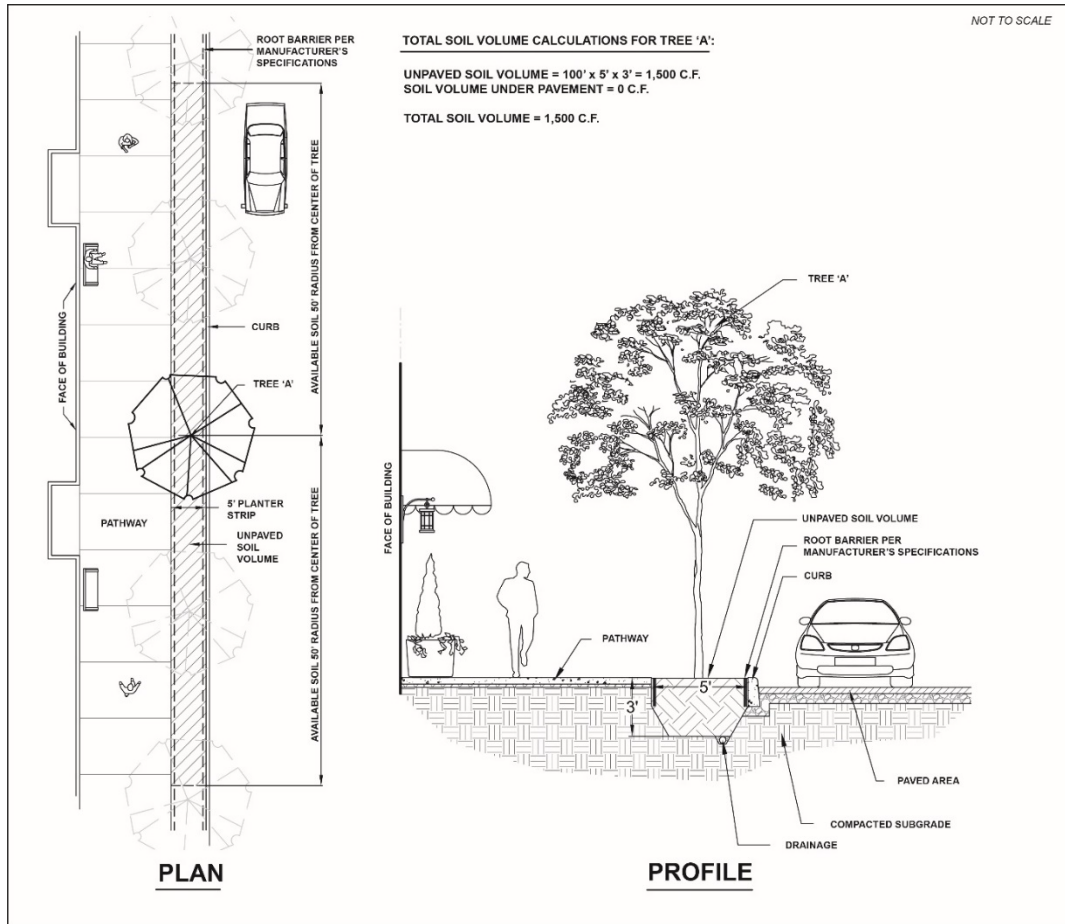 NOT TO SCALE
ROOT BARRIER PER
MANUFACTURER'S
SPECIFICATIONS
TOTAL SOIL VOLUME CALCULATIONS FOR TREE 'A':
UNPAVED SOIL VOLUME = 100' x 5' x 3' = 1,500 C.F.
SOIL VOLUME UNDER PAVEMENT = 0 C.F.
TOTAL SOIL VOLUME = 1,500 C.F.
AVAILABLE SOIL 50' RADIUS FROM CENTER OF TREE
FACE OF BUILDING
CURB
TREE 'A'
5' PLANTER
STRIP
PATHWAY
UNPAVED
SOIL
VOLUME
AVAILABLE SOIL 50' RADIUS FROM CENTER OF TREE
PLAN
TREE 'A'
FACE OF BUILDING
UNPAVED SOIL VOLUME
ROOT BARRIER PER
MANUFACTURER'S SPECIFICATIONS
CURB
PATHWAY
5'
3'
PAVED AREA
COMPACTED SUBGRADE
DRAINAGE
PROFILE